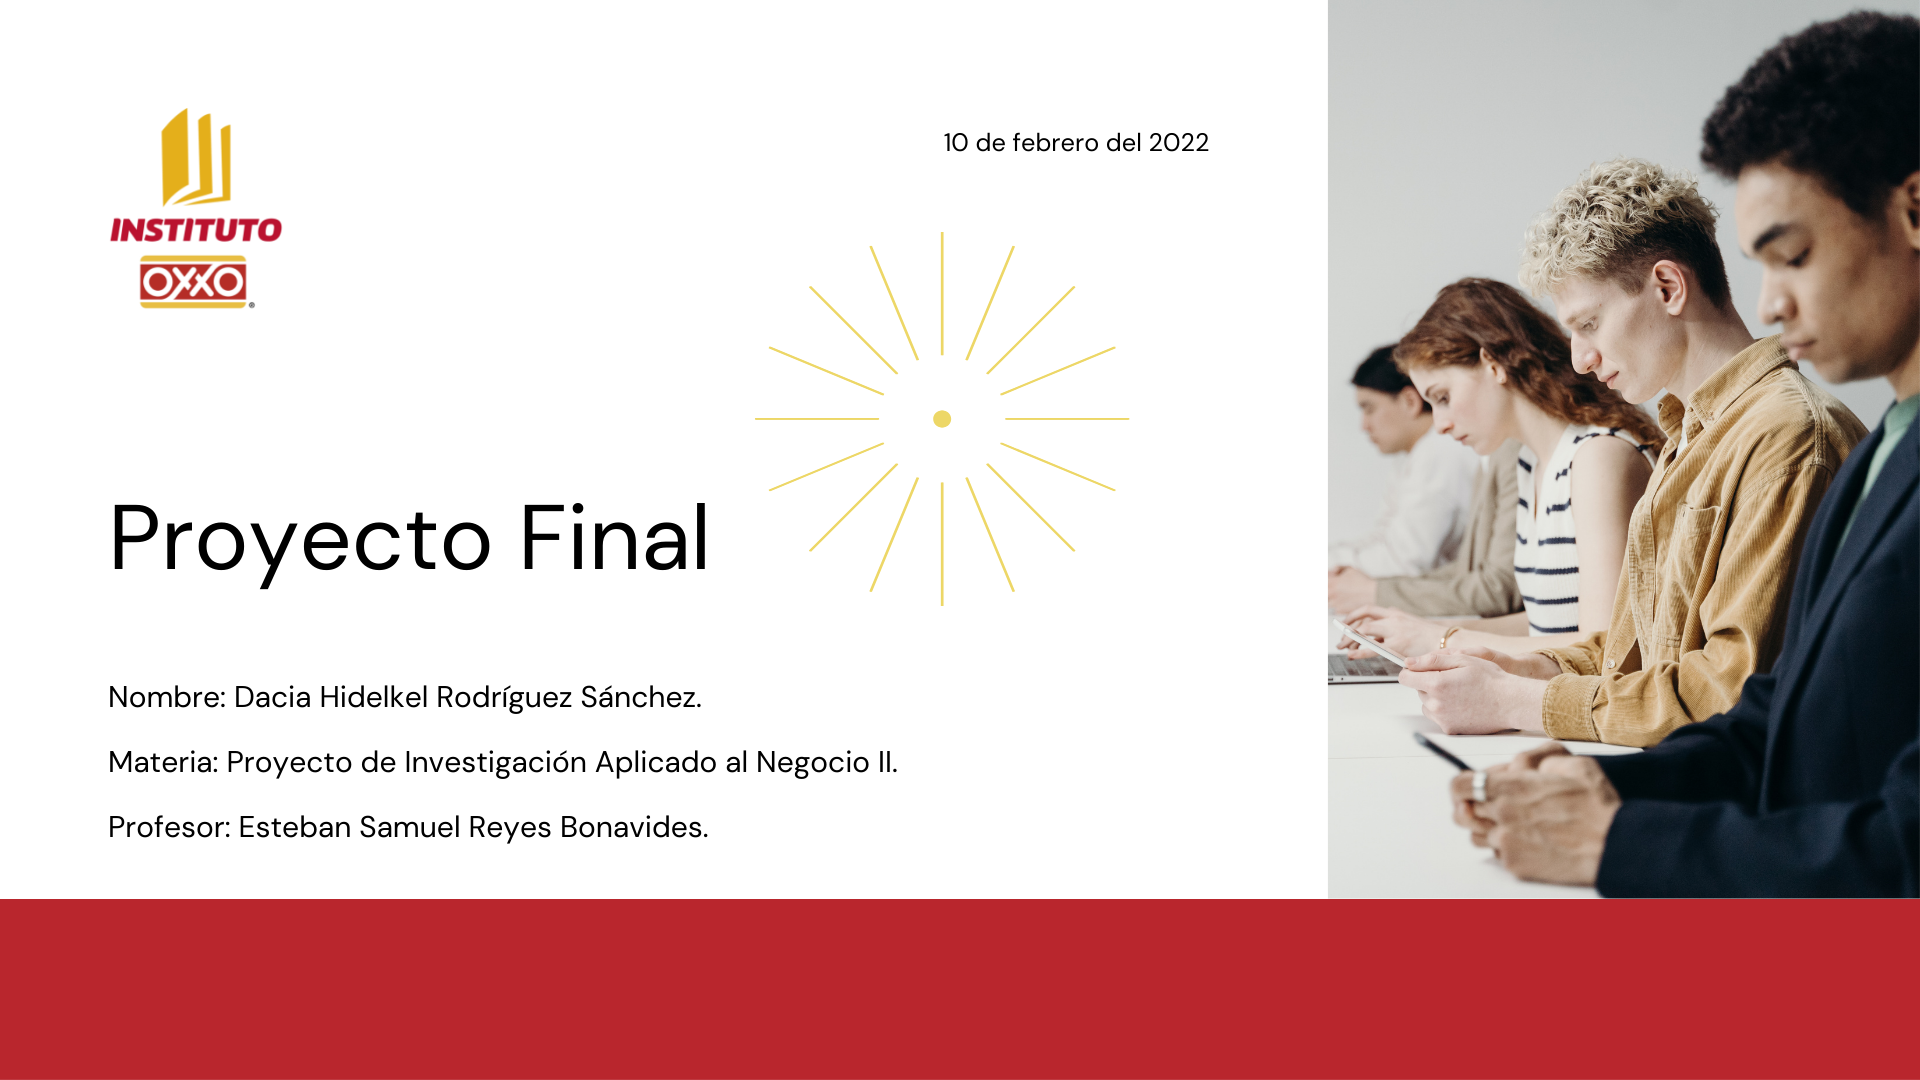 INSTITUTO
OXXO
®
10 de febrero del 2022
Proyecto Final
Nombre: Dacia Hidelkel Rodríguez Sánchez.
Materia: Proyecto de Investigación Aplicado al Negocio II.
Profesor: Esteban Samuel Reyes Bonavides.